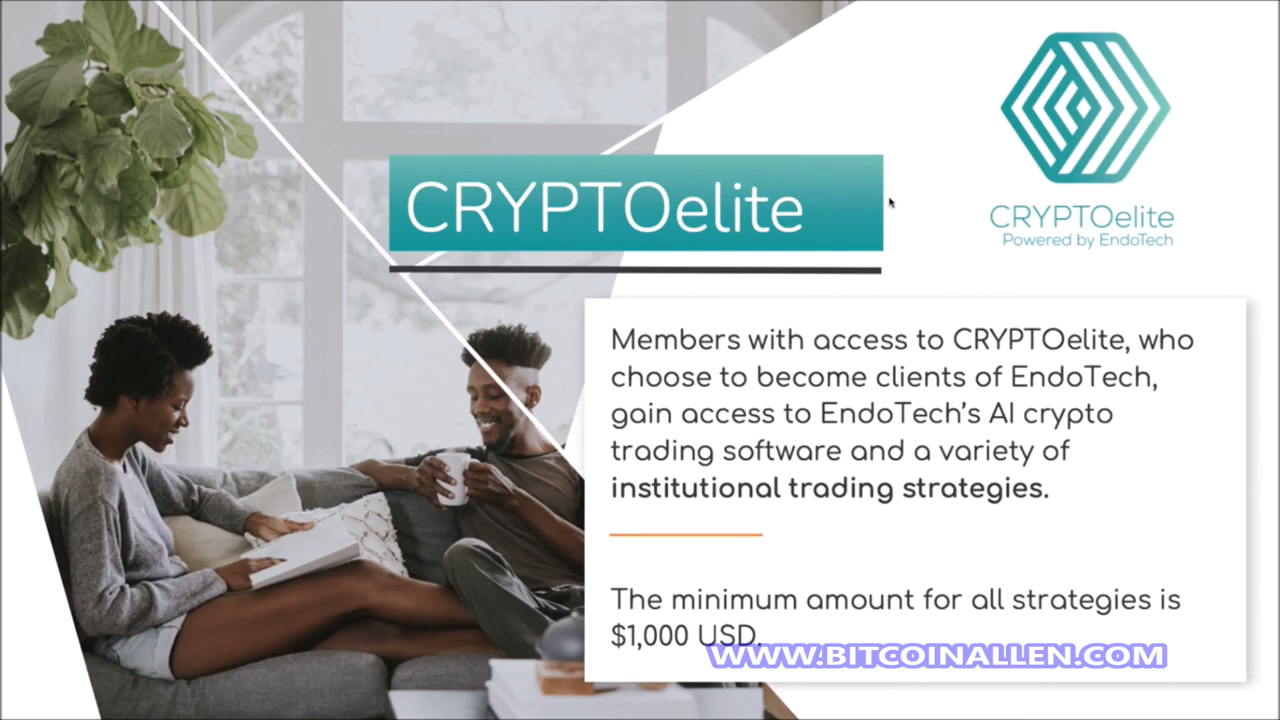 CRYPTOelite
CRYPTOelite
Powered by EndoTech
Members with access to CRYPTOelite, who
choose to become clients of EndoTech,
gain access to EndoTech's AI crypto
trading software and a variety of
institutional trading strategies.
The minimum amount for all strategies is
$1,000 USD.
WWW.BITCOINALLEN.COM